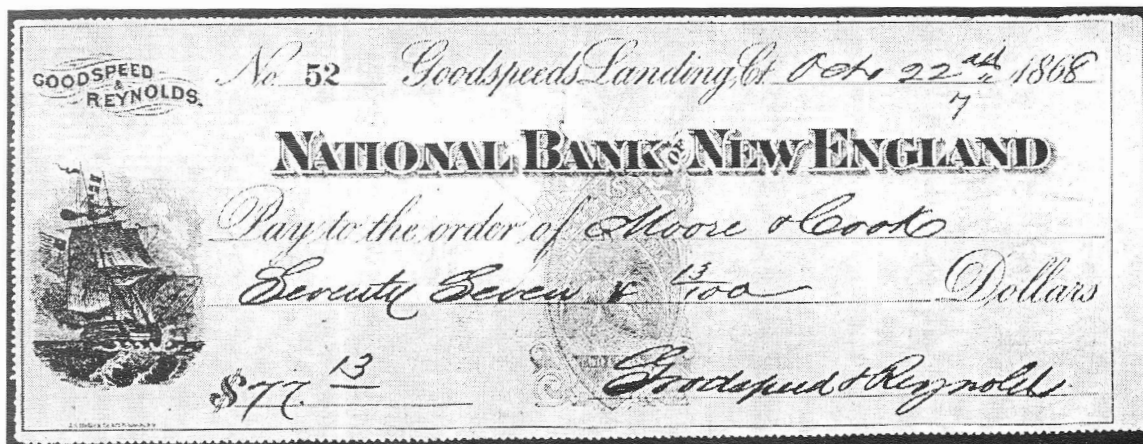 GOODSPEED
&
REYNOLDS.
No. 52 Goodspeeds Landing, Ct. Oct. 22nd 1868
7
NATIONAL BANK OF NEW ENGLAND
Pay to the order of Moore & Cook
Seventy Seven & 13/100 Dollars
$77.13
Goodspeed & Reynolds